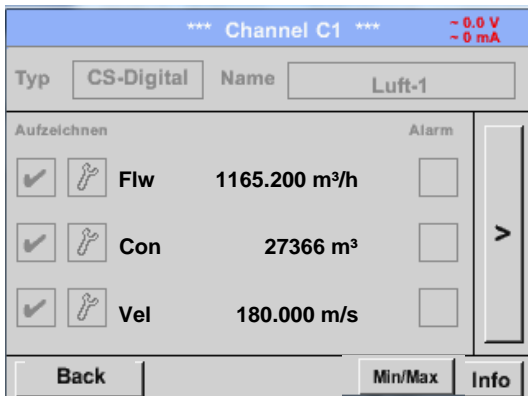 *** Channel C1 ***
~ 0.0 V
~ 0 mA
Typ CS-Digital Name Luft-1
Aufzeichnen Alarm
Flw 1165.200 m³/h
Con 27366 m³
>
Vel 180.000 m/s
Back Min/Max Info